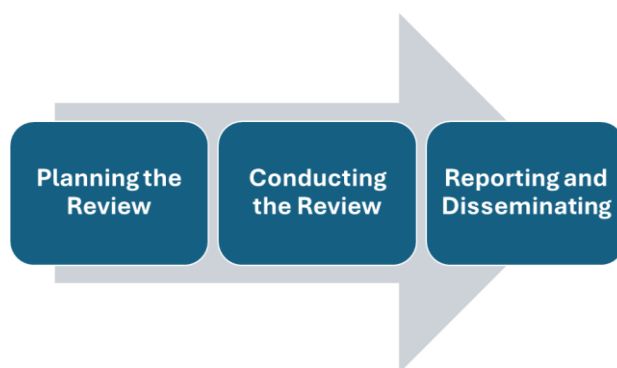 Planning the
Review
Conducting
the Review
Reporting and
Disseminating